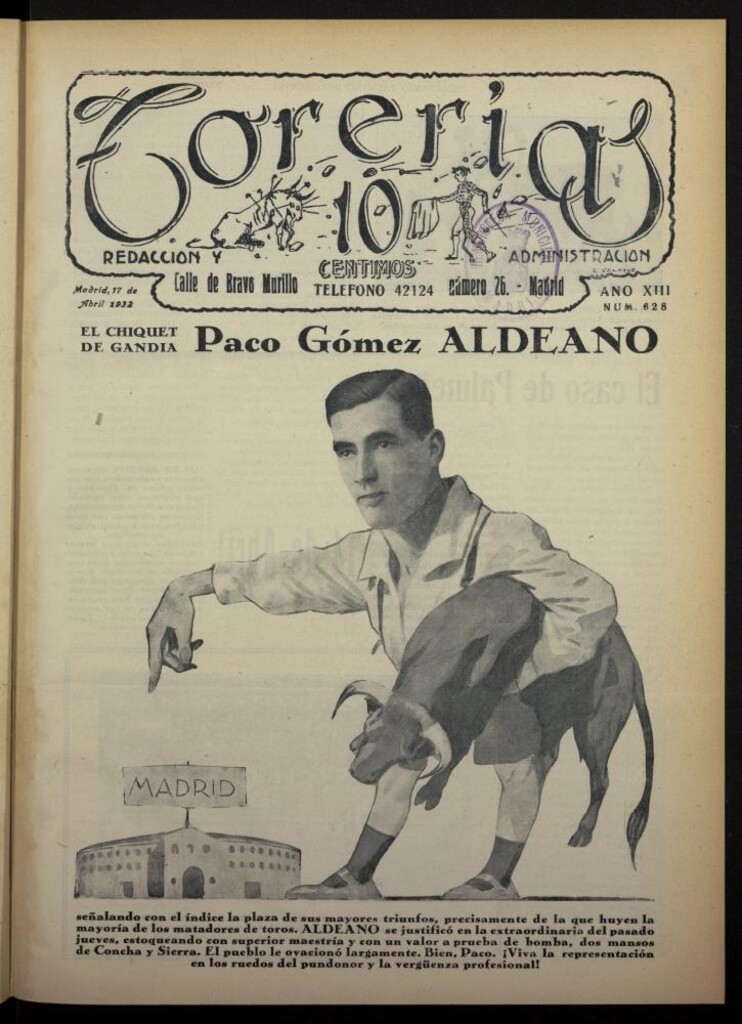 Torerías
10
CENTIMOS
REDACCION Y ADMINISTRACION
Calle de Bravo Murillo TELEFONO 42124 número 26. - Madrid
Madrid, 17 de
Abril 1932
AÑO XIII
NUM. 628
EL CHIQUET
DE GANDIA
Paco Gómez ALDEANO
MADRID
señalando con el índice la plaza de sus mayores triunfos, precisamente de la que huyen la
mayoría de los matadores de toros. ALDEANO se justificó en la extraordinaria del pasado
jueves, estoqueando con superior maestría y con un valor a prueba de bomba, dos mansos
de Concha y Sierra. El pueblo le ovacionó largamente. Bien, Paco. ¡Viva la representación
en los ruedos del pundonor y la vergüenza profesional!